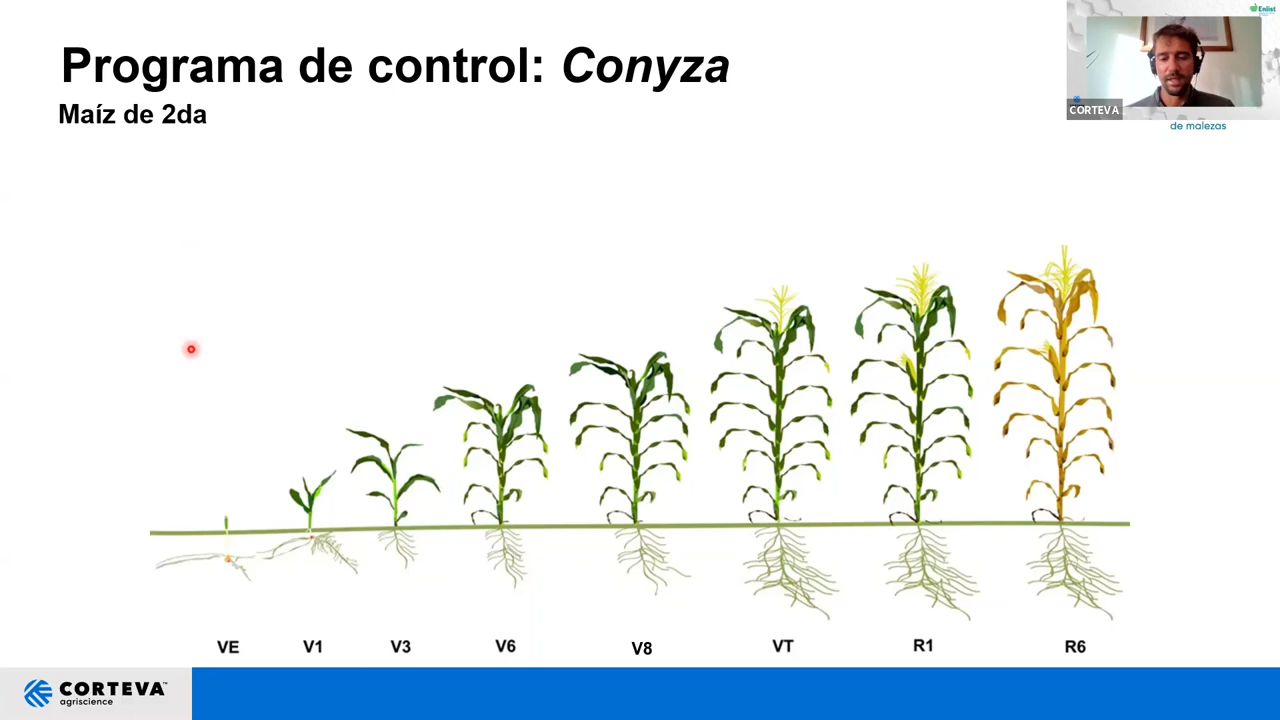 Programa de control: Conyza
Maíz de 2da
Enlist
CORTEVA
de malezas
VE V1 V3 V6 V8 VT R1 R6
CORTEVA™
agriscience